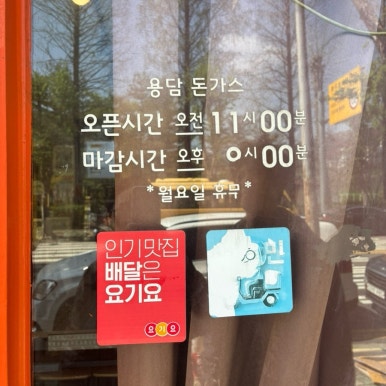 용담 돈가스
오픈시간 오전 11시00분
마감시간 오후 0시00분
*월요일 휴무*
인기맛집
배달은
요기요
요기요